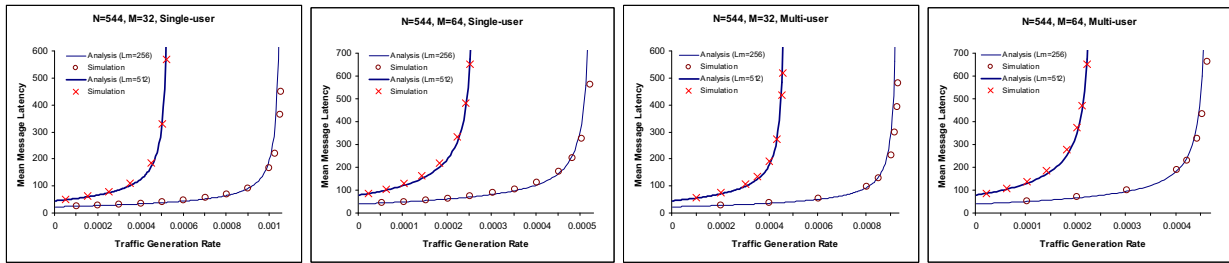 N=544, M=32, Single-user
Mean Message Latency
600
500
400
300
200
100
0
Analysis (Lm=256)
Simulation
Analysis (Lm=512)
Simulation
0 0.0002 0.0004 0.0006 0.0008 0.001
Traffic Generation Rate
N=544, M=64, Single-user
Mean Message Latency
700
600
500
400
300
200
100
0
Analysis (Lm=256)
Simulation
Analysis (Lm=512)
Simulation
0 0.0001 0.0002 0.0003 0.0004 0.0005
Traffic Generation Rate
N=544, M=32, Multi-user
Mean Message Latency
600
500
400
300
200
100
0
Analysis (Lm=256)
Simulation
Analysis (Lm=512)
Simulation
0 0.0002 0.0004 0.0006 0.0008
Traffic Generation Rate
N=544, M=64, Multi-user
Mean Message Latency
700
600
500
400
300
200
100
0
Analysis (Lm=256)
Simulation
Analysis (Lm=512)
Simulation
0 0.0001 0.0002 0.0003 0.0004
Traffic Generation Rate